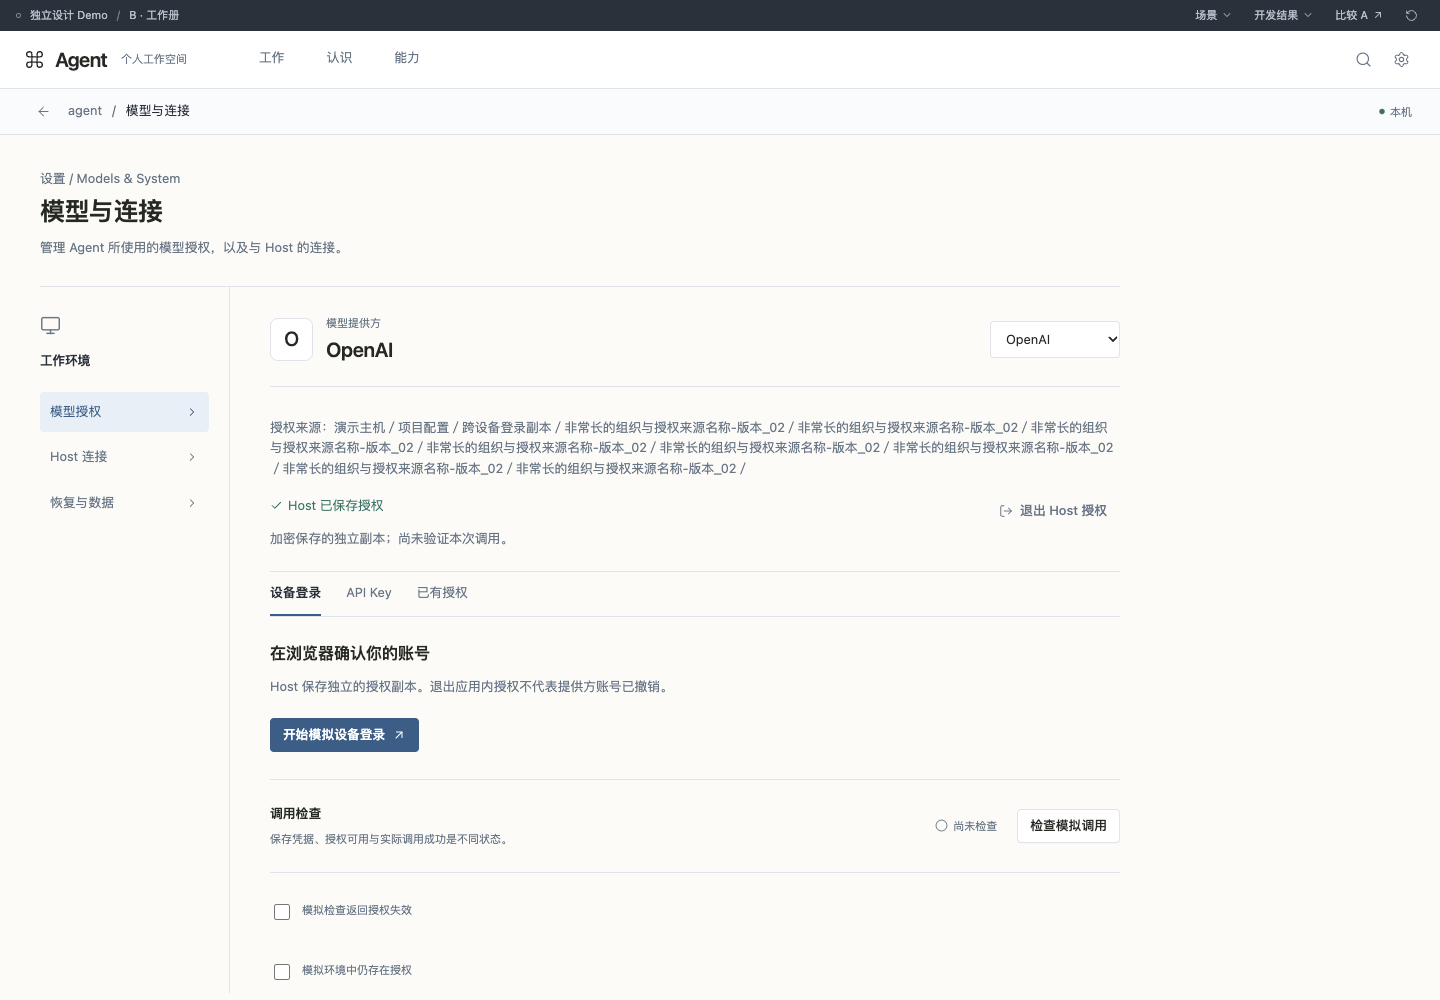 独立设计 Demo / B · 工作册
场景
开发结果
比较 A
Agent 个人工作空间
工作
认识
能力
agent / 模型与连接
本机
设置 / Models & System
模型与连接
管理 Agent 所使用的模型授权，以及与 Host 的连接。
工作环境
模型授权
Host 连接
恢复与数据
O
模型提供方
OpenAI
OpenAI
授权来源：演示主机 / 项目配置 / 跨设备登录副本 / 非常长的组织与授权来源名称-版本_02 / 非常长的组织与授权来源名称-版本_02 / 非常长的组织
与授权来源名称-版本_02 / 非常长的组织与授权来源名称-版本_02 / 非常长的组织与授权来源名称-版本_02 / 非常长的组织与授权来源名称-版本_02
/ 非常长的组织与授权来源名称-版本_02 / 非常长的组织与授权来源名称-版本_02 /
Host 已保存授权
退出 Host 授权
加密保存的独立副本；尚未验证本次调用。
设备登录
API Key
已有授权
在浏览器确认你的账号
Host 保存独立的授权副本。退出应用内授权不代表提供方账号已撤销。
开始模拟设备登录
调用检查
保存凭据、授权可用与实际调用成功是不同状态。
尚未检查
检查模拟调用
模拟检查返回授权失效
模拟环境中仍存在授权